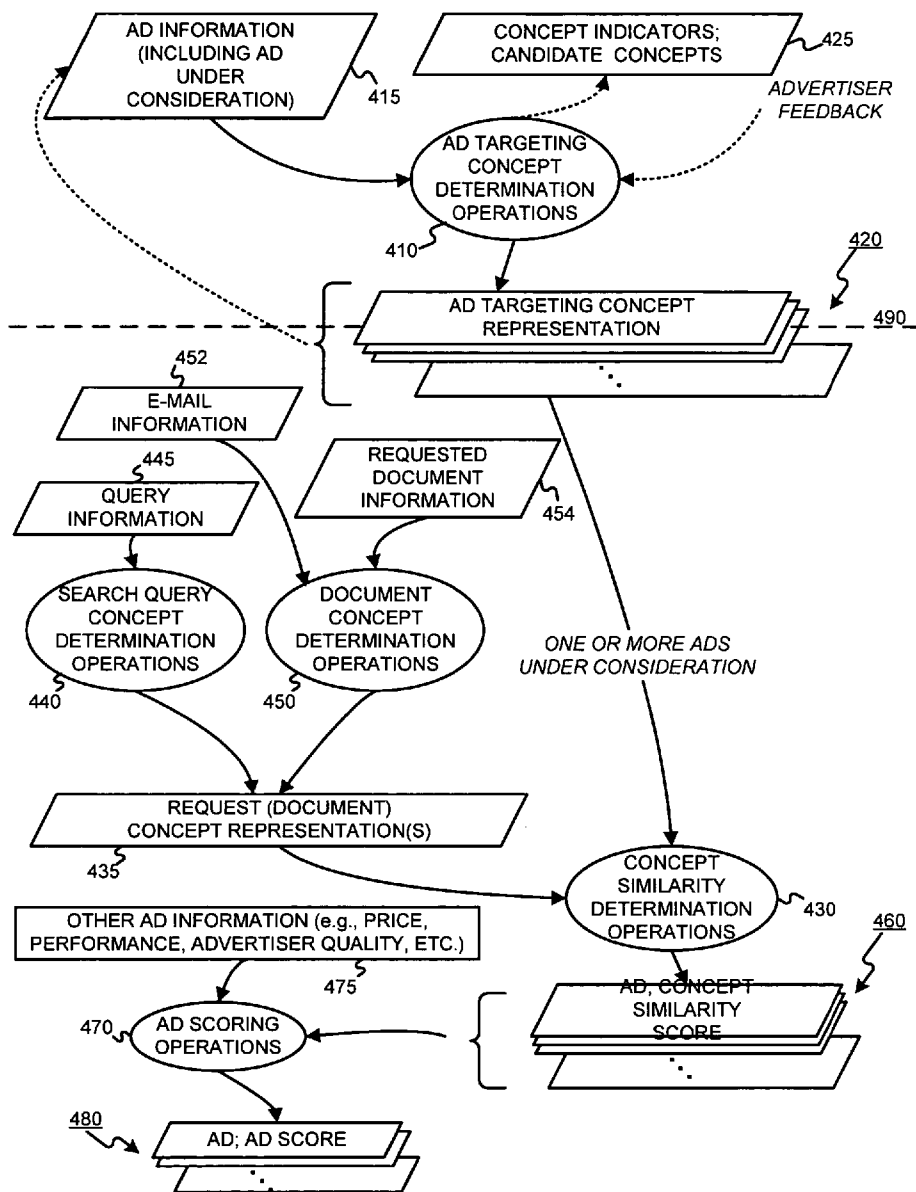 AD INFORMATION
(INCLUDING AD
UNDER
CONSIDERATION)
415
CONCEPT INDICATORS;
CANDIDATE CONCEPTS
425
ADVERTISER
FEEDBACK
AD TARGETING
CONCEPT
DETERMINATION
OPERATIONS
410
420
AD TARGETING CONCEPT
REPRESENTATION
490
452
E-MAIL
INFORMATION
445
QUERY
INFORMATION
REQUESTED
DOCUMENT
INFORMATION
454
SEARCH QUERY
CONCEPT
DETERMINATION
OPERATIONS
440
DOCUMENT
CONCEPT
DETERMINATION
OPERATIONS
450
ONE OR MORE ADS
UNDER CONSIDERATION
REQUEST (DOCUMENT)
CONCEPT REPRESENTATION(S)
435
CONCEPT
SIMILARITY
DETERMINATION
OPERATIONS
430
OTHER AD INFORMATION (e.g., PRICE,
PERFORMANCE, ADVERTISER QUALITY, ETC.)
475
460
AD; CONCEPT
SIMILARITY
SCORE
470
AD SCORING
OPERATIONS
480
AD; AD SCORE